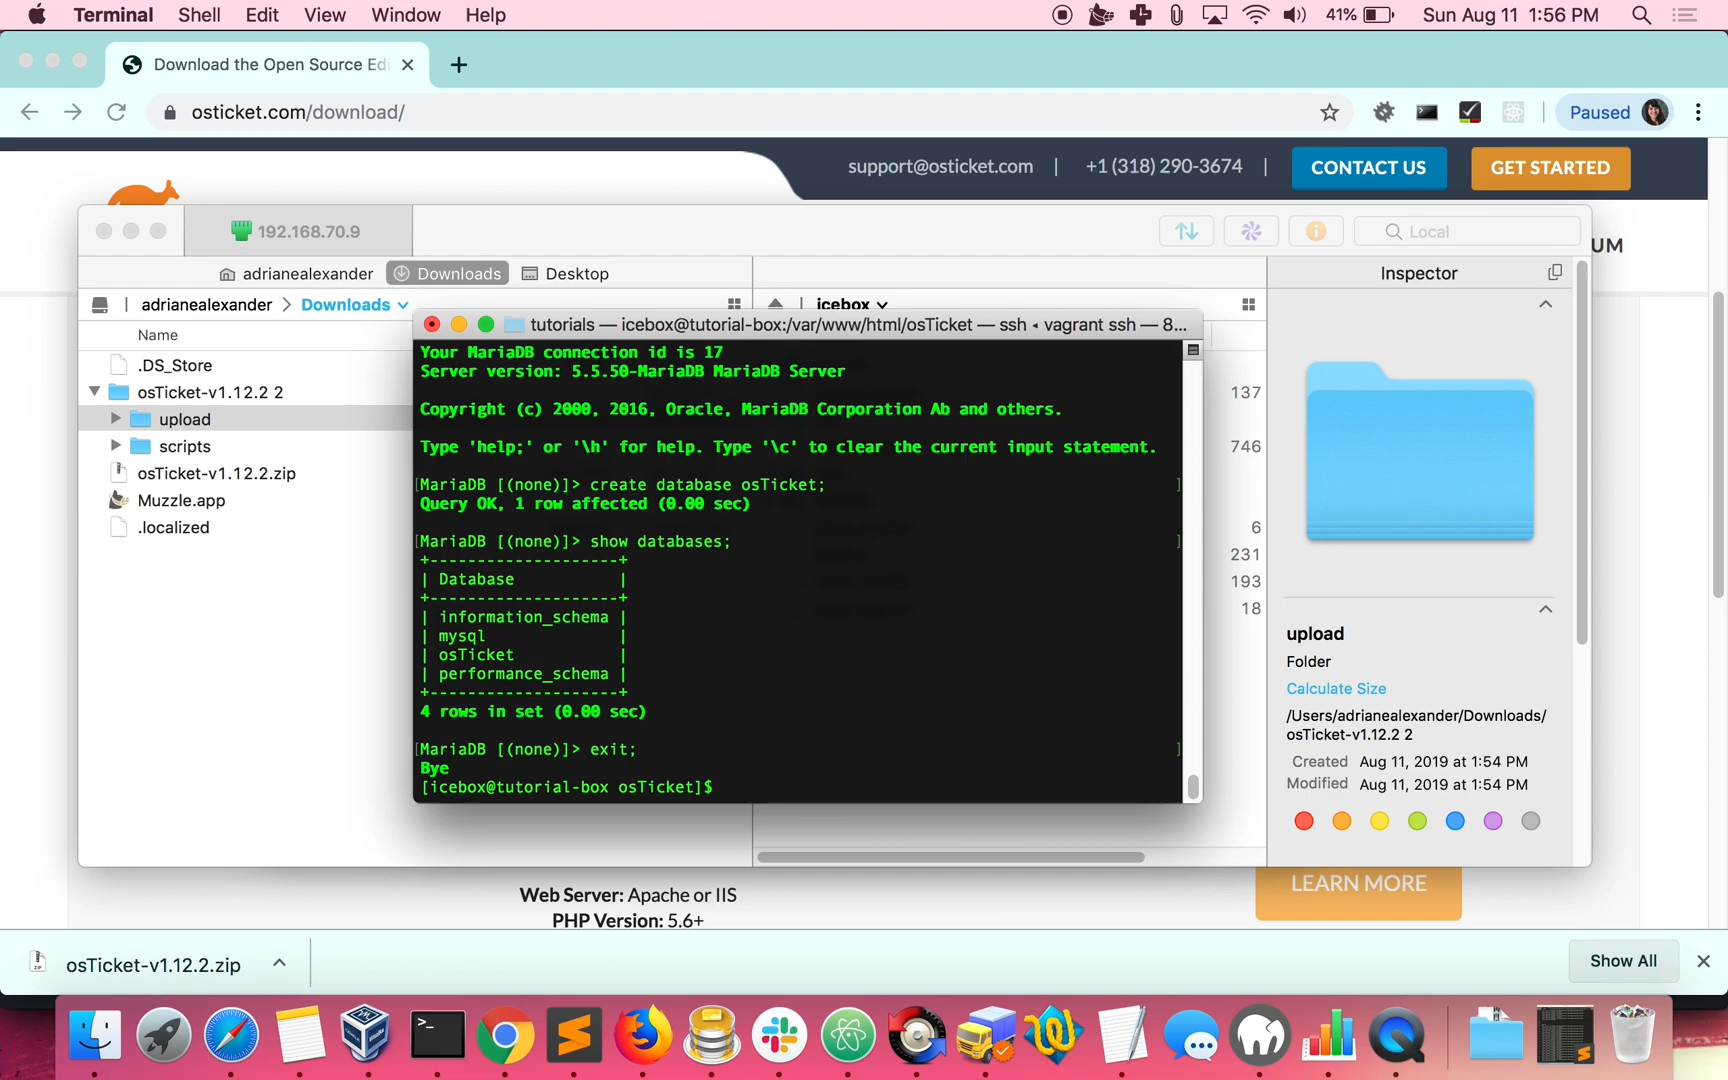 Terminal Shell Edit View Window Help 41% Sun Aug 11 1:56 PM
Download the Open Source Edi
osticket.com/download/ Paused
support@osticket.com | +1 (318) 290-3674 | CONTACT US GET STARTED
192.168.70.9 Local
UM
adrianealexander Downloads Desktop Inspector
adrianealexander > Downloads icebox
Name
.DS_Store
osTicket-v1.12.2 2
upload
scripts
osTicket-v1.12.2.zip
Muzzle.app
.localized
tutorials — icebox@tutorial-box:/var/www/html/osTicket — ssh ◂ vagrant ssh — 8...
Your MariaDB connection id is 17
Server version: 5.5.50-MariaDB MariaDB Server
Copyright (c) 2000, 2016, Oracle, MariaDB Corporation Ab and others.
Type 'help;' or '\h' for help. Type '\c' to clear the current input statement.
[MariaDB [(none)]> create database osTicket; ]
Query OK, 1 row affected (0.00 sec)
[MariaDB [(none)]> show databases; ]
+--------------------+
| Database |
+--------------------+
| information_schema |
| mysql |
| osTicket |
| performance_schema |
+--------------------+
4 rows in set (0.00 sec)
[MariaDB [(none)]> exit; ]
Bye
[icebox@tutorial-box osTicket]$
137
746
6
231
193
18
upload
Folder
Calculate Size
/Users/adrianealexander/Downloads/
osTicket-v1.12.2 2
Created Aug 11, 2019 at 1:54 PM
Modified Aug 11, 2019 at 1:54 PM
Web Server: Apache or IIS
PHP Version: 5.6+
LEARN MORE
osTicket-v1.12.2.zip Show All